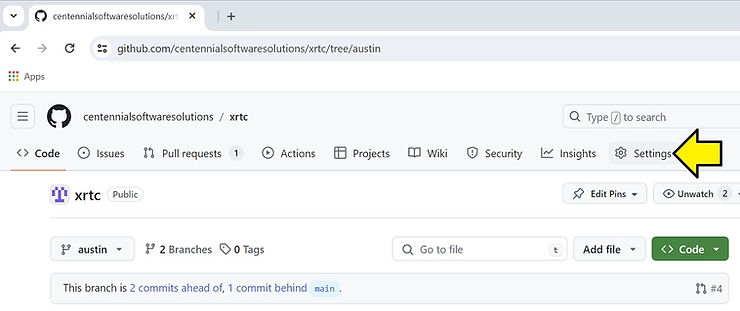 centennialsoftwaresolutions/xrt
github.com/centennialsoftwaresolutions/xrtc/tree/austin
Apps
centennialsoftwaresolutions / xrtc
Type / to search
Code Issues Pull requests 1 Actions Projects Wiki Security Insights Settings
xrtc Public Edit Pins Unwatch 2
austin 2 Branches 0 Tags Go to file t Add file Code
This branch is 2 commits ahead of, 1 commit behind main. #4